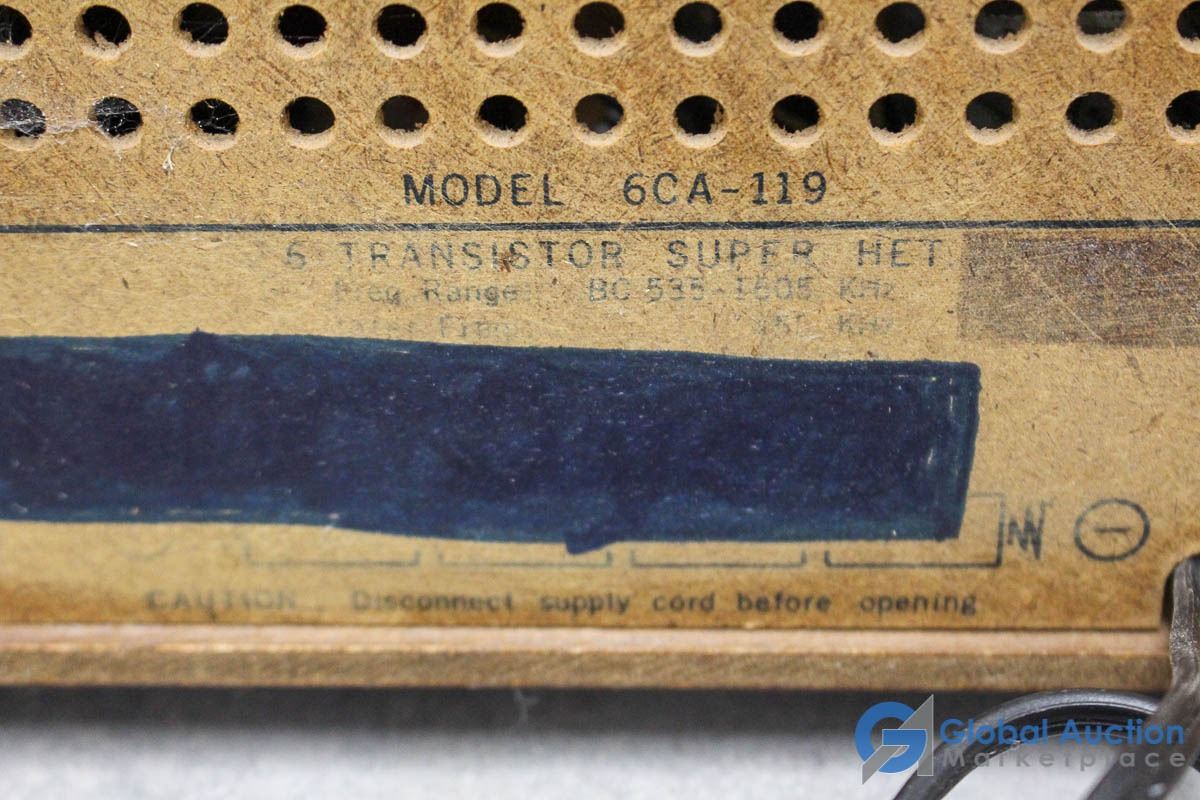 MODEL 6CA-119
6 TRANSISTOR SUPER HET
Freq. Range BC 535-1605 KHz
KHz
CAUTION Disconnect supply cord before opening
Global Auction
Marketplace